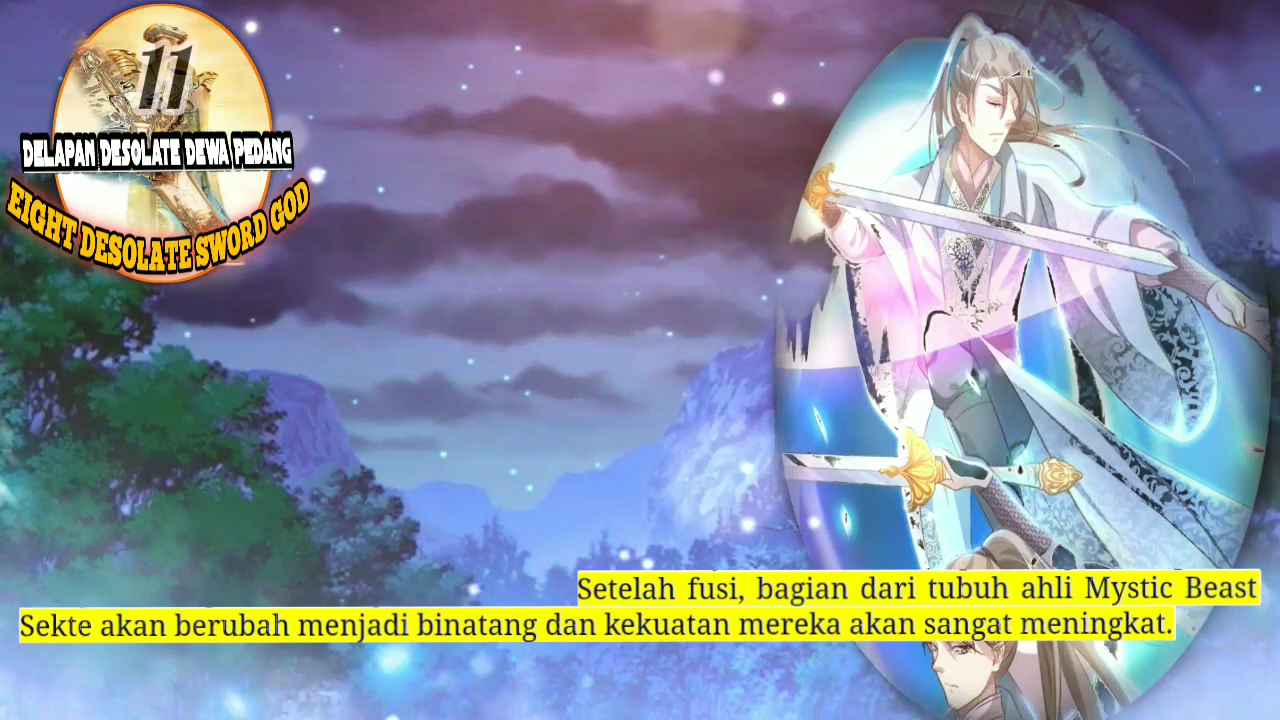 11
DELAPAN DESOLATE DEWA PEDANG
EIGHT DESOLATE SWORD GOD
Setelah fusi, bagian dari tubuh ahli Mystic Beast
Sekte akan berubah menjadi binatang dan kekuatan mereka akan sangat meningkat.